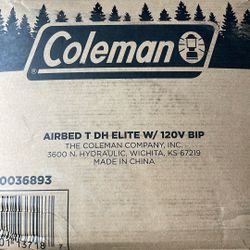 Coleman
AIRBED T DH ELITE W/ 120V BIP
THE COLEMAN COMPANY, INC.
3600 N. HYDRAULIC, WICHITA, KS 67219
MADE IN CHINA
0036893